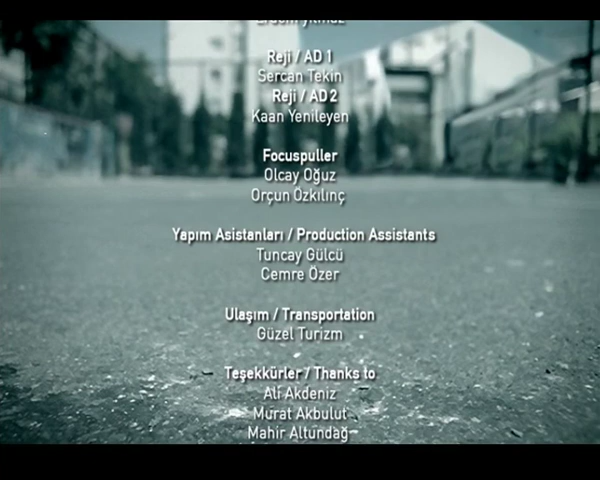 Reji / AD 1
Sercan Tekin
Reji / AD 2
Kaan Yenileyen
Focuspuller
Olcay Oğuz
Orçun Özkılınç
Yapım Asistanları / Production Assistants
Tuncay Gülcü
Cemre Özer
Ulaşım / Transportation
Güzel Turizm
Teşekkürler / Thanks to
Ali Akdeniz
Murat Akbulut
Mahir Altundağ